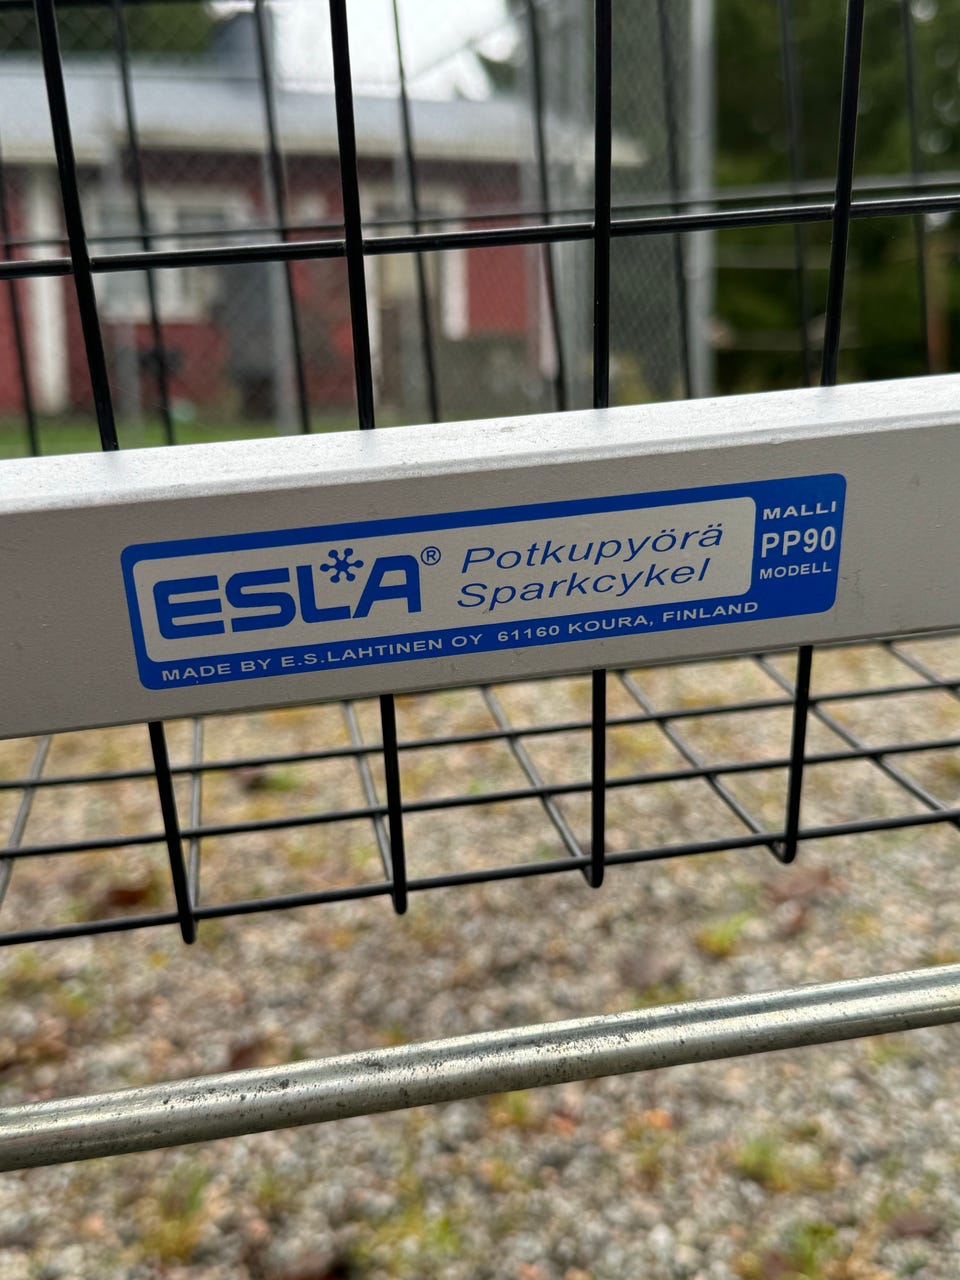 ESLA® Potkupyörä
Sparkcykel
MALLI
PP90
MODELL
MADE BY E.S.LAHTINEN OY 61160 KOURA, FINLAND